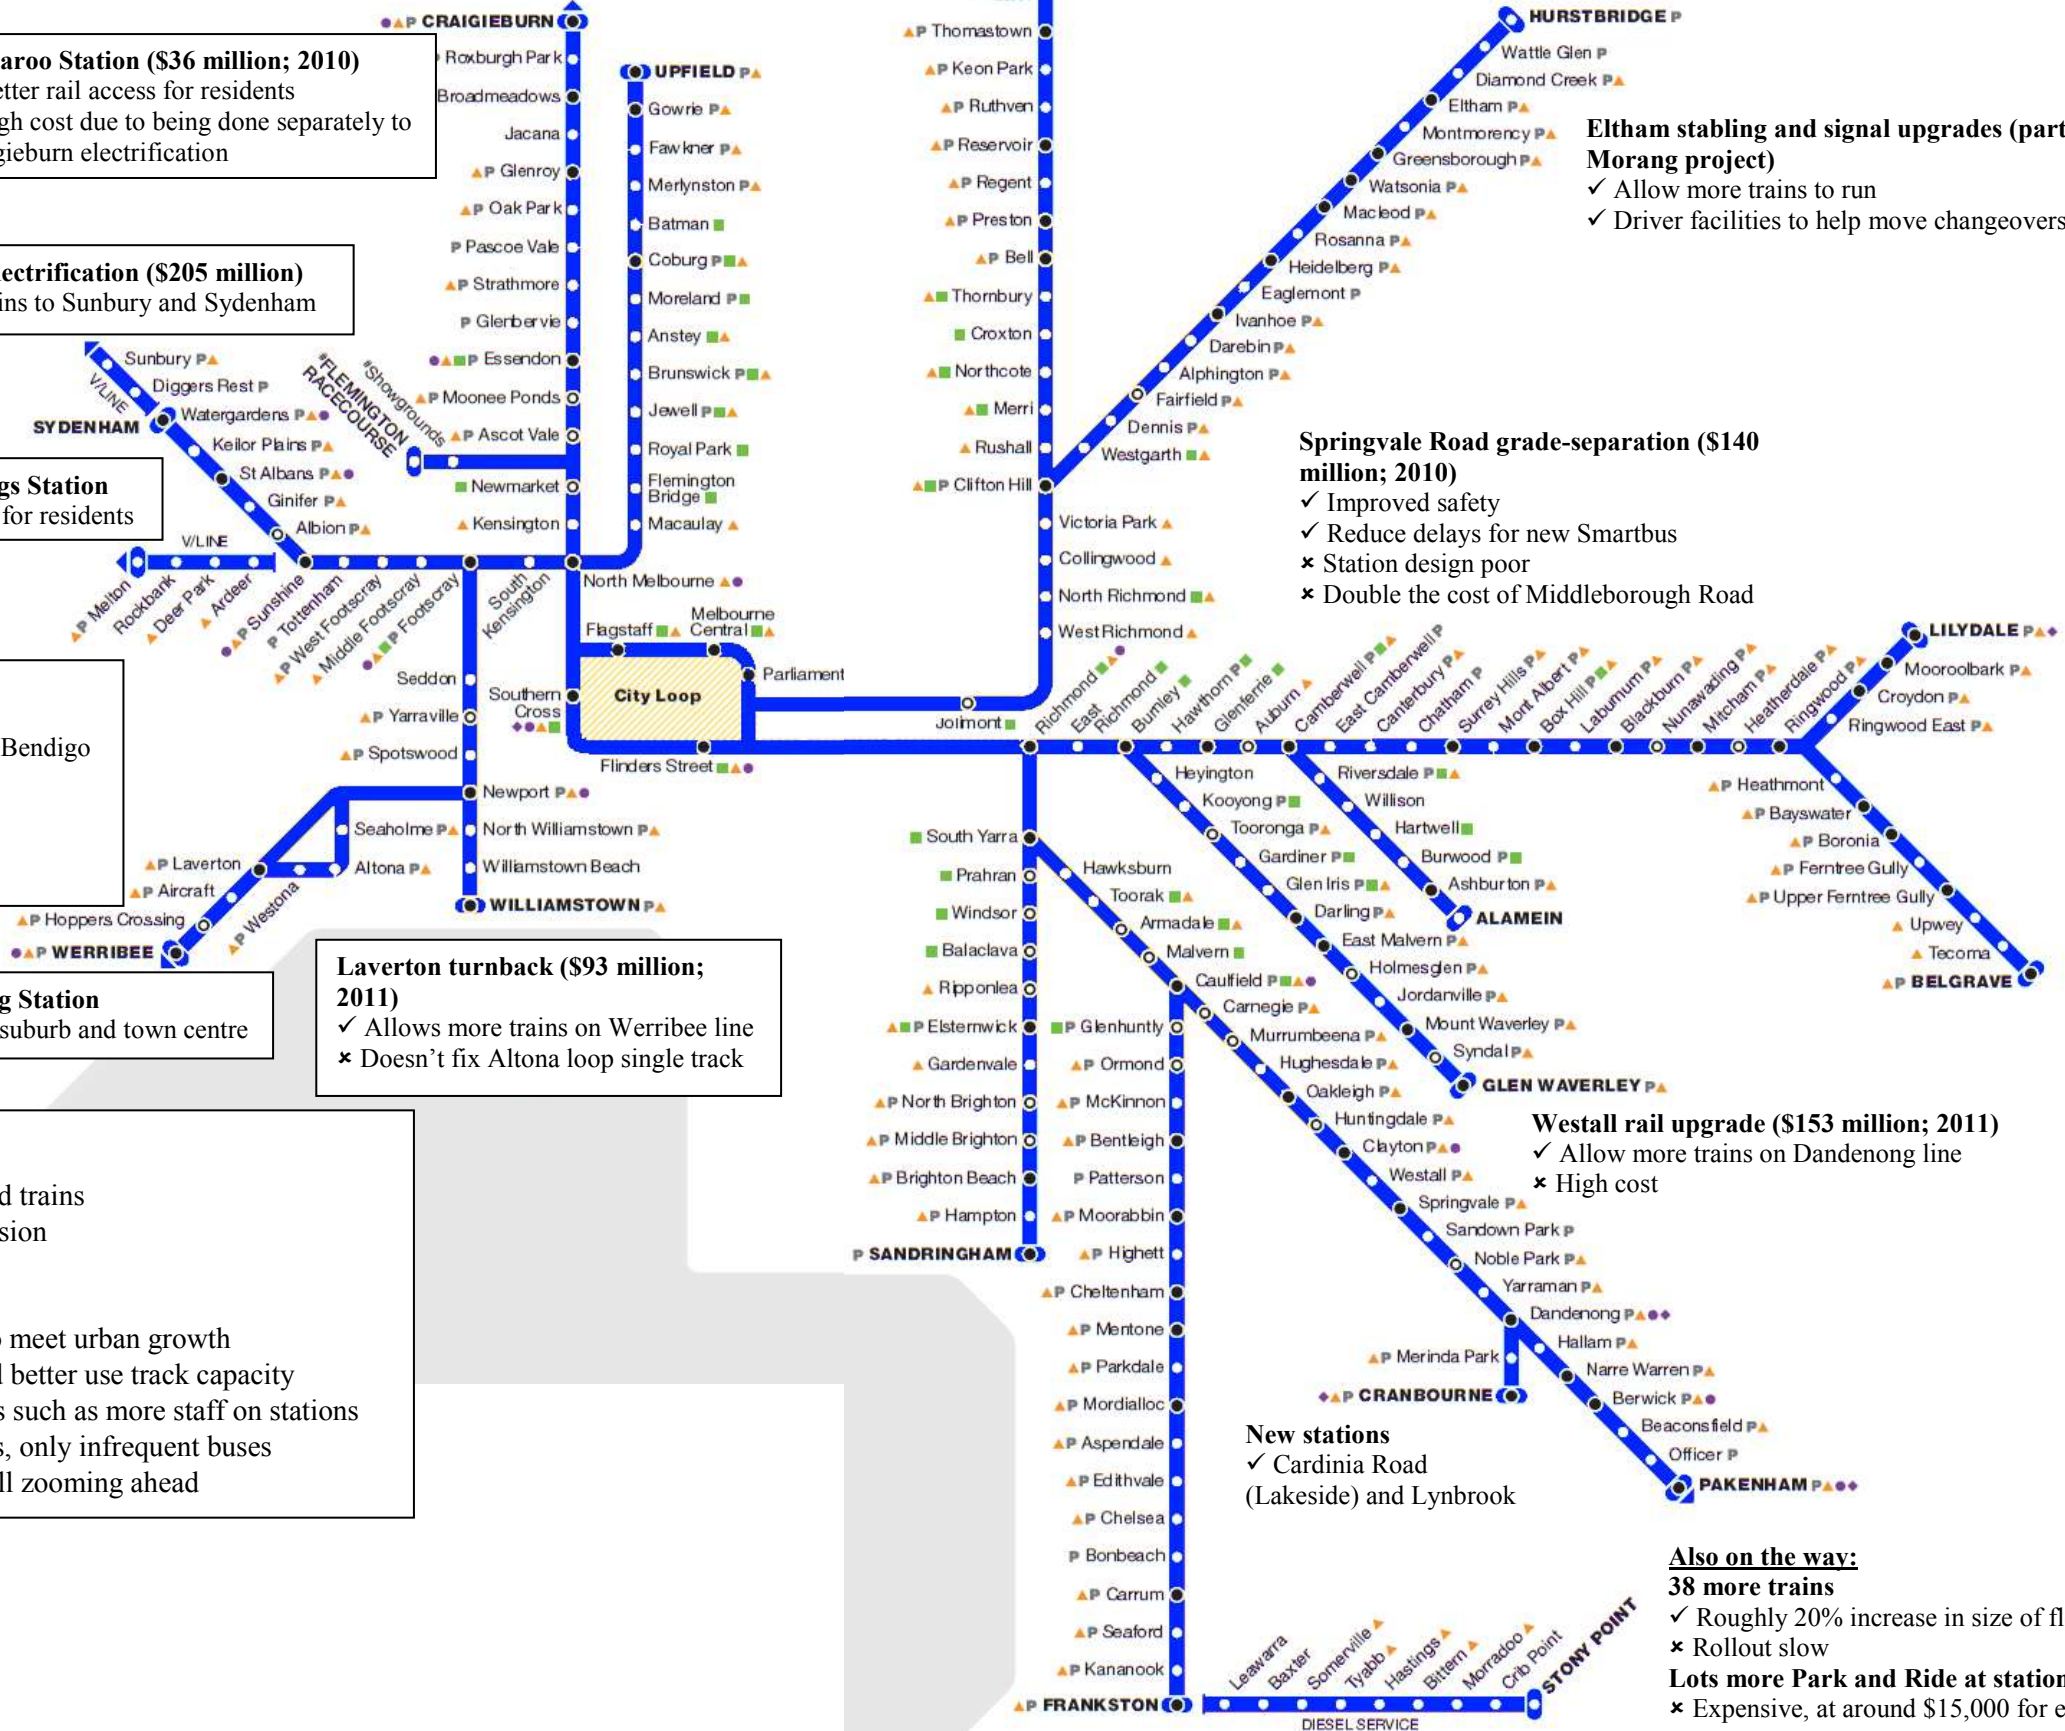 CRAIGIEBURN
Roxburgh Park
Broadmeadows
Jacana
P Glenroy
P Oak Park
P Pascoe Vale
P Strathmore
P Glenbervie
P Essendon
P Moonee Ponds
P Ascot Vale
Newmarket
Kensington
aroo Station ($36 million; 2010)
etter rail access for residents
gh cost due to being done separately to
gieburn electrification
lectrification ($205 million)
ins to Sunbury and Sydenham
gs Station
for residents
UPFIELD P
Gowrie P
Fawkner P
Merlynston P
Batman
Coburg P
Moreland P
Anstey
Brunswick P
Jewell P
Royal Park
Flemington
Bridge
Macaulay
#Showgrounds
#FLEMINGTON
RACECOURSE
Sunbury P
Diggers Rest P
V/LINE
Watergardens P
SYDENHAM
Keilor Plains P
St Albans P
Ginifer P
Albion P
V/LINE
P Melton
Rockbank
Deer Park
Ardeer
P Sunshine
P Tottenham
P West Footscray
Middle Footscray
P Footscray
South
Kensington
North Melbourne
P Thomastown
P Keon Park
P Ruthven
P Reservoir
P Regent
P Preston
P Bell
Thornbury
Croxton
Northcote
Merri
Rushall
P Clifton Hill
Victoria Park
Collingwood
North Richmond
West Richmond
Jolimont
HURSTBRIDGE P
Wattle Glen P
Diamond Creek P
Eltham P
Montmorency P
Greensborough P
Watsonia P
Macleod P
Rosanna P
Heidelberg P
Eaglemont P
Ivanhoe P
Darebin P
Alphington P
Fairfield P
Dennis P
Westgarth
Eltham stabling and signal upgrades (part
Morang project)
✓ Allow more trains to run
✓ Driver facilities to help move changeovers
Springvale Road grade-separation ($140
million; 2010)
✓ Improved safety
✓ Reduce delays for new Smartbus
× Station design poor
× Double the cost of Middleborough Road
Flagstaff
Melbourne
Central
Parliament
City Loop
Southern
Cross
Flinders Street
Richmond
East
Richmond
Burnley
Hawthorn P
Glenferrie
Auburn
Camberwell P
East Camberwell P
Canterbury P
Chatham P
Surrey Hills P
Mont Albert P
Box Hill P
Laburnum P
Blackburn P
Nunawading P
Mitcham P
Heatherdale P
Ringwood P
LILYDALE P
Mooroolbark P
Croydon P
Ringwood East P
P Heathmont
P Bayswater
P Boronia
P Ferntree Gully
P Upper Ferntree Gully
Upwey
Tecoma
P BELGRAVE
Riversdale P
Willison
Hartwell
Burwood P
Ashburton P
ALAMEIN
Heyington
Kooyong P
Tooronga P
Gardiner P
Glen Iris P
Darling P
East Malvern P
Holmesglen P
Jordanville P
Mount Waverley P
Syndal P
GLEN WAVERLEY P
Seddon
P Yarraville
P Spotswood
Newport P
Seaholme P
Altona P
P Westona
North Williamstown P
Williamstown Beach
WILLIAMSTOWN P
P Laverton
P Aircraft
P Hoppers Crossing
P WERRIBEE
Bendigo
g Station
suburb and town centre
Laverton turnback ($93 million;
2011)
✓ Allows more trains on Werribee line
× Doesn't fix Altona loop single track
d trains
sion
meet urban growth
better use track capacity
s such as more staff on stations
s, only infrequent buses
ll zooming ahead
South Yarra
Prahran
Windsor
Balaclava
Ripponlea
P Elsternwick
Gardenvale
P North Brighton
P Middle Brighton
P Brighton Beach
P Hampton
P SANDRINGHAM
Hawksburn
Toorak
Armadale
Malvern
Caulfield P
Carnegie P
Murrumbeena P
Hughesdale P
Oakleigh P
Huntingdale P
Clayton P
Westall P
Springvale P
Sandown Park P
Noble Park P
Yarraman P
Dandenong P
Hallam P
Narre Warren P
Berwick P
Beaconsfield P
Officer P
PAKENHAM P
P Merinda Park
P CRANBOURNE
Westall rail upgrade ($153 million; 2011)
✓ Allow more trains on Dandenong line
× High cost
New stations
✓ Cardinia Road
(Lakeside) and Lynbrook
P Glenhuntly
P Ormond
P McKinnon
P Bentleigh
P Patterson
P Moorabbin
P Highett
P Cheltenham
P Mentone
P Parkdale
P Mordialloc
P Aspendale
P Edithvale
P Chelsea
P Bonbeach
P Carrum
P Seaford
P Kananook
P FRANKSTON
Leawarra
Baxter
Somerville
Tyabb
Hastings
Bittern
Morradoo
Crib Point
STONY POINT
DIESEL SERVICE
Also on the way:
38 more trains
✓ Roughly 20% increase in size of fl
× Rollout slow
Lots more Park and Ride at station
× Expensive, at around $15,000 for e